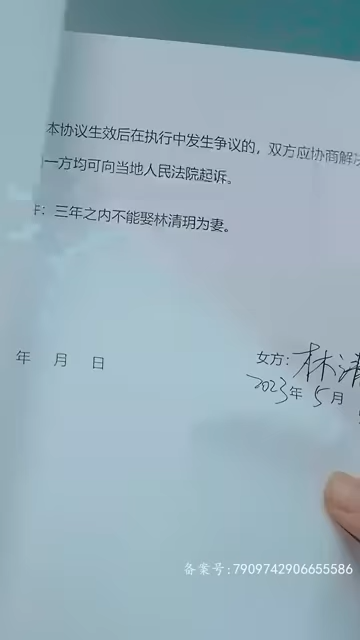 本协议生效后在执行中发生争议的，双方应协商解决
一方均可向当地人民法院起诉。
：三年之内不能娶林清玥为妻。
年 月 日
女方：林清
2023年5月
备案号:7909742906655586